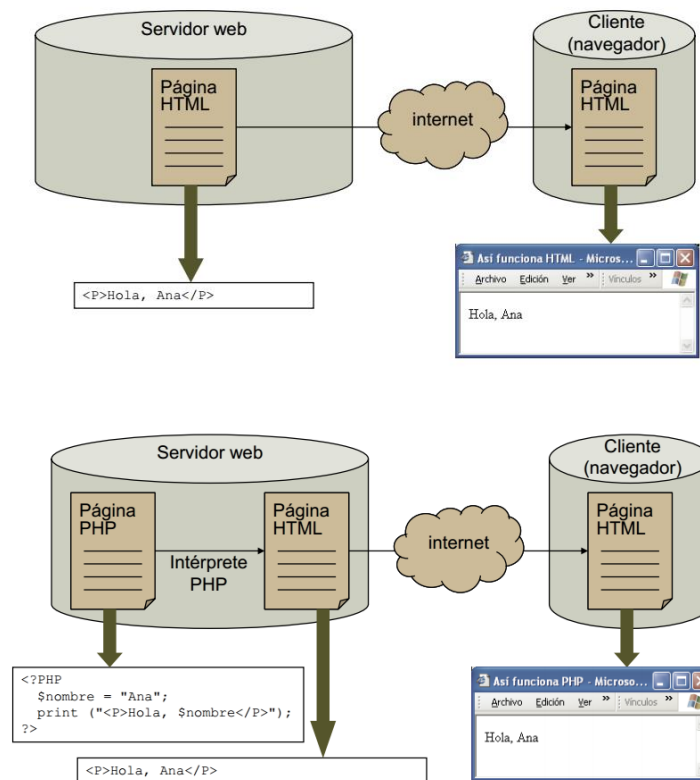 Servidor web
Cliente
(navegador)
Página
HTML
internet
Página
HTML
<P>Hola, Ana</P>
Asi funciona HTML - Micros...
Archivo Edición Ver » Vínculos »
Hola, Ana
Servidor web
Cliente
(navegador)
Página
PHP
Intérprete
PHP
Página
HTML
internet
Página
HTML
<?PHP
$nombre = "Ana";
print ("<P>Hola, $nombre</P>");
?>
<P>Hola, Ana</P>
Asi funciona PHP - Microso...
Archivo Edición Ver » Vínculos »
Hola, Ana